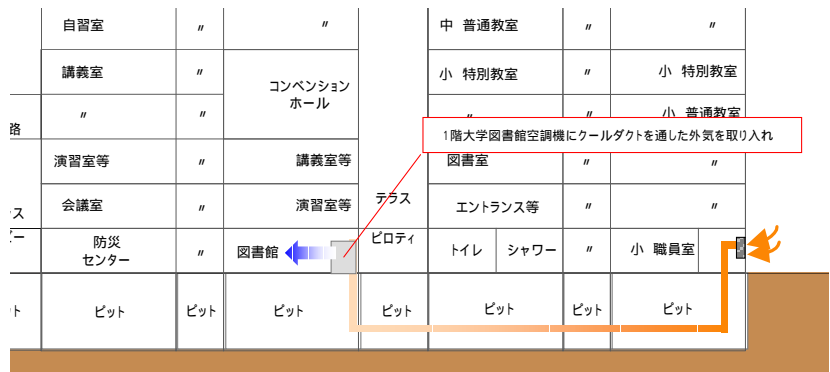 自習室 〃 〃 中 普通教室 〃 〃
講義室 〃 コンベンション 小 特別教室 〃 小 特別教室
ホール
〃 〃 〃 〃 小 普通教室
路
1階大学図書館空調機にクールダクトを通した外気を取り入れ
演習室等 〃 講義室等 図書室 〃 〃
会議室 〃 演習室等 テラス エントランス等 〃 〃
ス
ビー 防災 〃 図書館 ピロティ トイレ シャワー 〃 小 職員室
センター
ト ピット ピット ピット ピット ピット ピット ピット